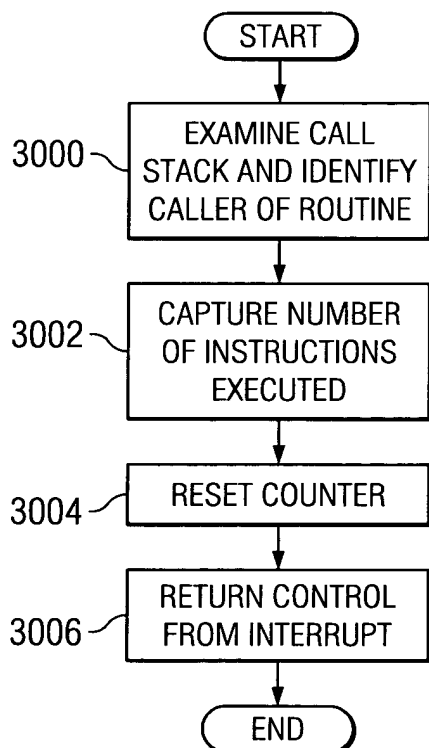 START
3000
EXAMINE CALL
STACK AND IDENTIFY
CALLER OF ROUTINE
3002
CAPTURE NUMBER
OF INSTRUCTIONS
EXECUTED
3004
RESET COUNTER
3006
RETURN CONTROL
FROM INTERRUPT
END